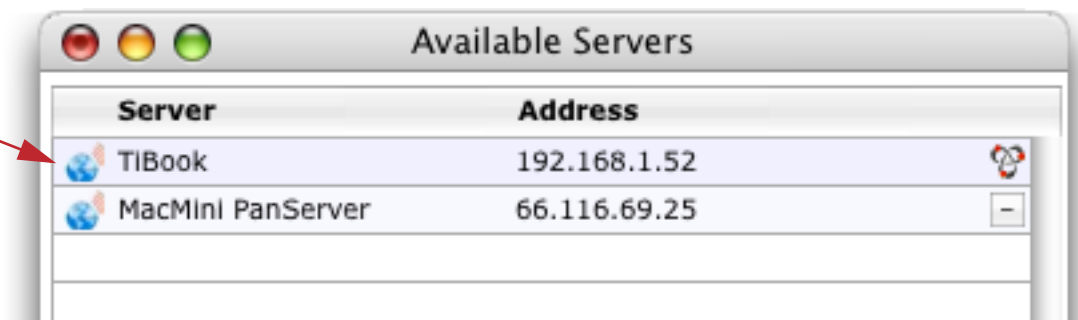 Available Servers
Server Address
TiBook 192.168.1.52
MacMini PanServer 66.116.69.25